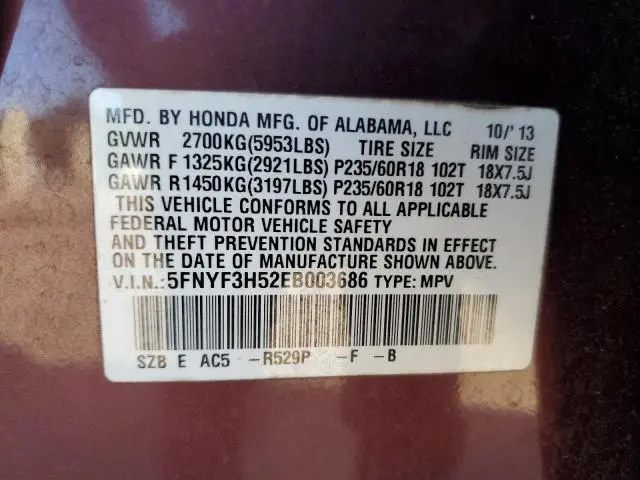 MFD. BY HONDA MFG. OF ALABAMA, LLC 10/'13
GVWR 2700KG(5953LBS) TIRE SIZE RIM SIZE
GAWR F 1325KG(2921LBS) P235/60R18 102T 18X7.5J
GAWR R1450KG(3197LBS) P235/60R18 102T 18X7.5J
THIS VEHICLE CONFORMS TO ALL APPLICABLE
FEDERAL MOTOR VEHICLE SAFETY
AND THEFT PREVENTION STANDARDS IN EFFECT
ON THE DATE OF MANUFACTURE SHOWN ABOVE.
V.I.N.: 5FNYF3H52EB003686 TYPE: MPV
SZB E AC5 -R529P -F -B